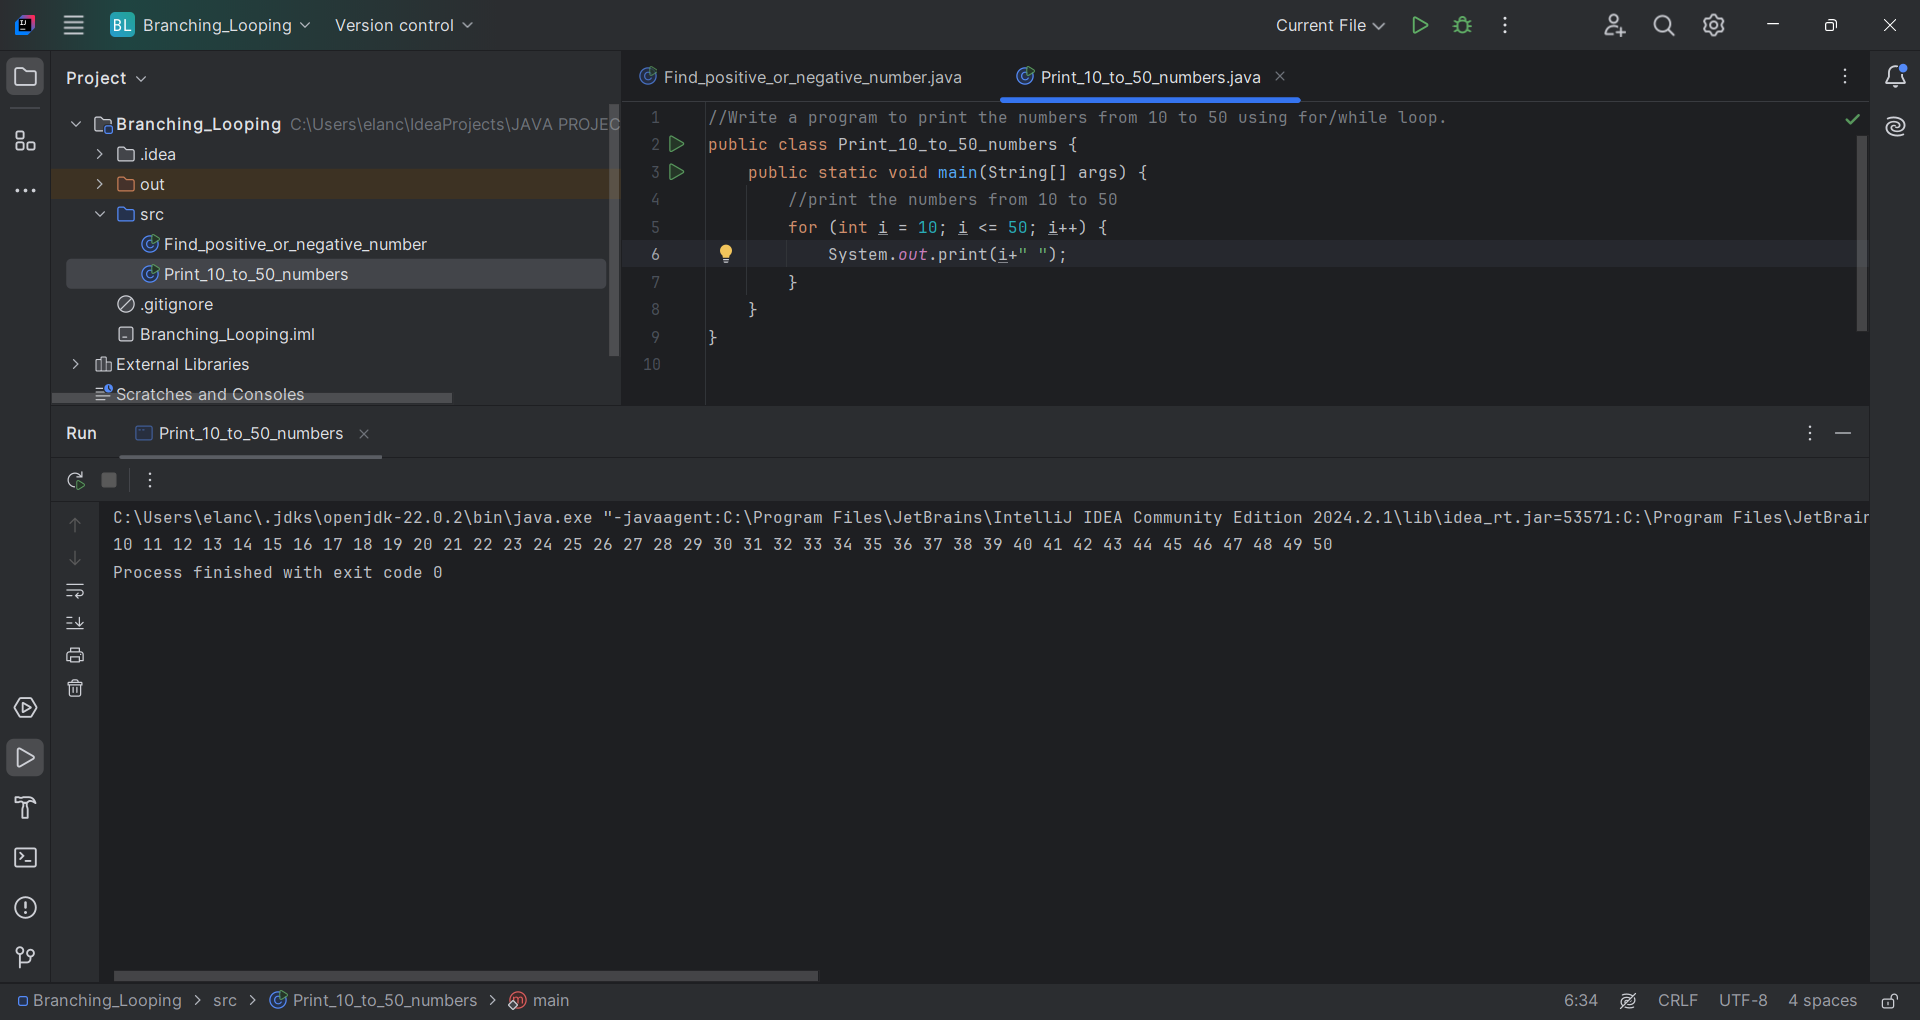 BL Branching_Looping Version control Current File
Project
Branching_Looping C:\Users\elanc\IdeaProjects\JAVA PROJEC
.idea
out
src
Find_positive_or_negative_number
Print_10_to_50_numbers
.gitignore
Branching_Looping.iml
External Libraries
Scratches and Consoles
Find_positive_or_negative_number.java Print_10_to_50_numbers.java
1 //Write a program to print the numbers from 10 to 50 using for/while loop.
2 public class Print_10_to_50_numbers {
3 public static void main(String[] args) {
4 //print the numbers from 10 to 50
5 for (int i = 10; i <= 50; i++) {
6 System.out.print(i+" ");
7 }
8 }
9 }
10
Run Print_10_to_50_numbers
C:\Users\elanc\.jdks\openjdk-22.0.2\bin\java.exe "-javaagent:C:\Program Files\JetBrains\IntelliJ IDEA Community Edition 2024.2.1\lib\idea_rt.jar=53571:C:\Program Files\JetBrain
10 11 12 13 14 15 16 17 18 19 20 21 22 23 24 25 26 27 28 29 30 31 32 33 34 35 36 37 38 39 40 41 42 43 44 45 46 47 48 49 50
Process finished with exit code 0
Branching_Looping > src > Print_10_to_50_numbers > main 6:34 CRLF UTF-8 4 spaces